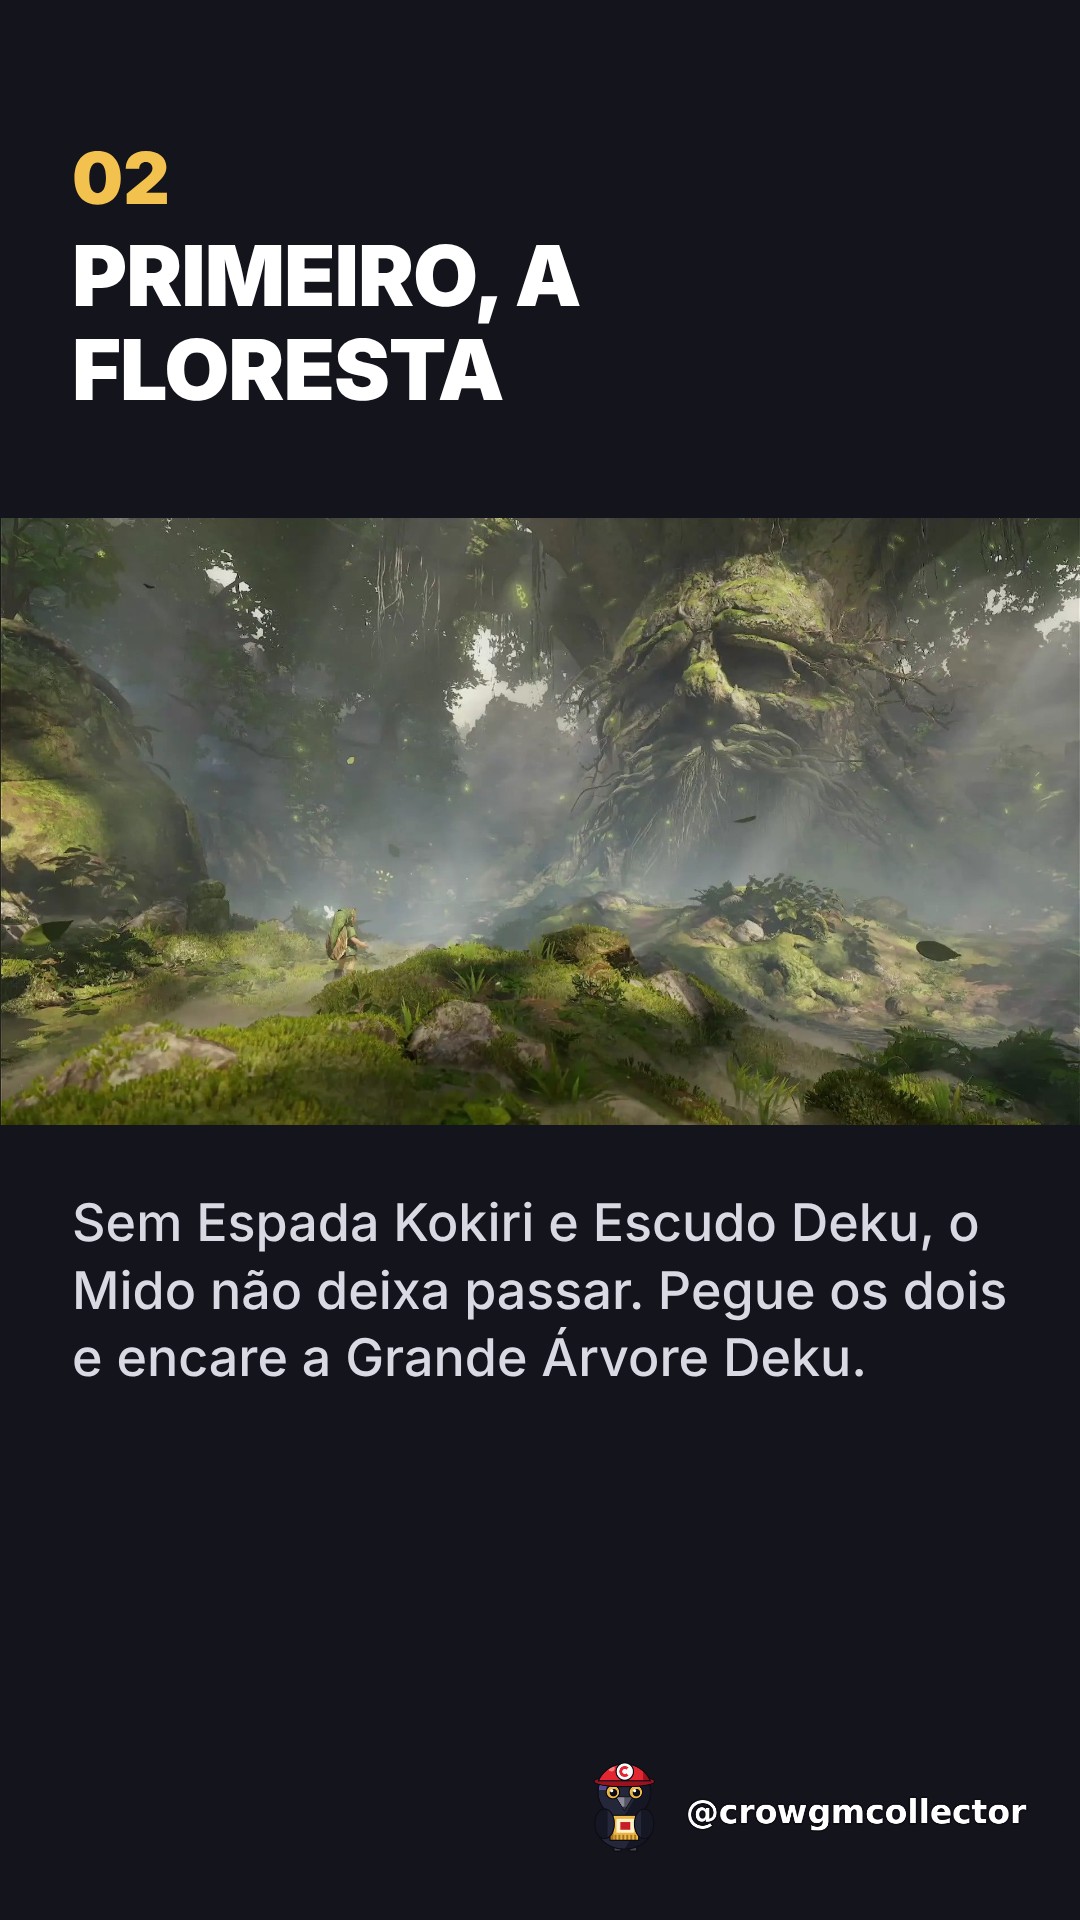 02
PRIMEIRO, A
FLORESTA
Sem Espada Kokiri e Escudo Deku, o
Mido não deixa passar. Pegue os dois
e encare a Grande Árvore Deku.
C
@crowgmcollector